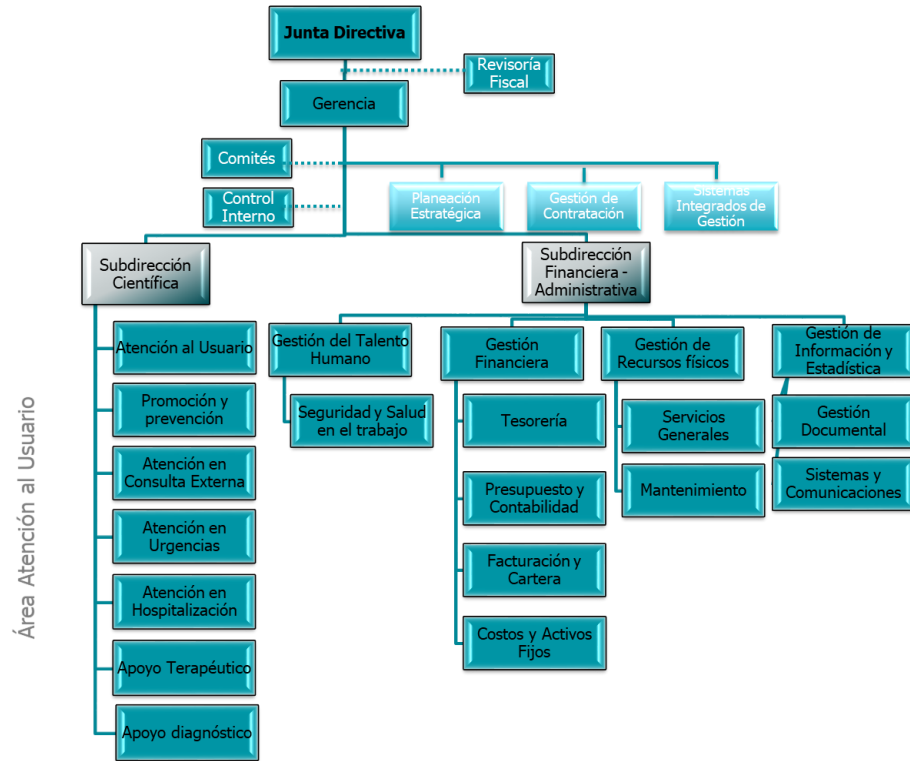 Junta Directiva
Revisoría
Fiscal
Gerencia
Comités
Control
Interno
Planeación
Estratégica
Gestión de
Contratación
Sistemas
Integrados de
Gestión
Subdirección
Científica
Subdirección
Financiera -
Administrativa
Área Atención al Usuario
Atención al Usuario
Promoción y
prevención
Atención en
Consulta Externa
Atención en
Urgencias
Atención en
Hospitalización
Apoyo Terapéutico
Apoyo diagnóstico
Gestión del Talento
Humano
Seguridad y Salud
en el trabajo
Gestión
Financiera
Tesorería
Presupuesto y
Contabilidad
Facturación y
Cartera
Costos y Activos
Fijos
Gestión de
Recursos físicos
Servicios
Generales
Mantenimiento
Gestión de
Información y
Estadística
Gestión
Documental
Sistemas y
Comunicaciones